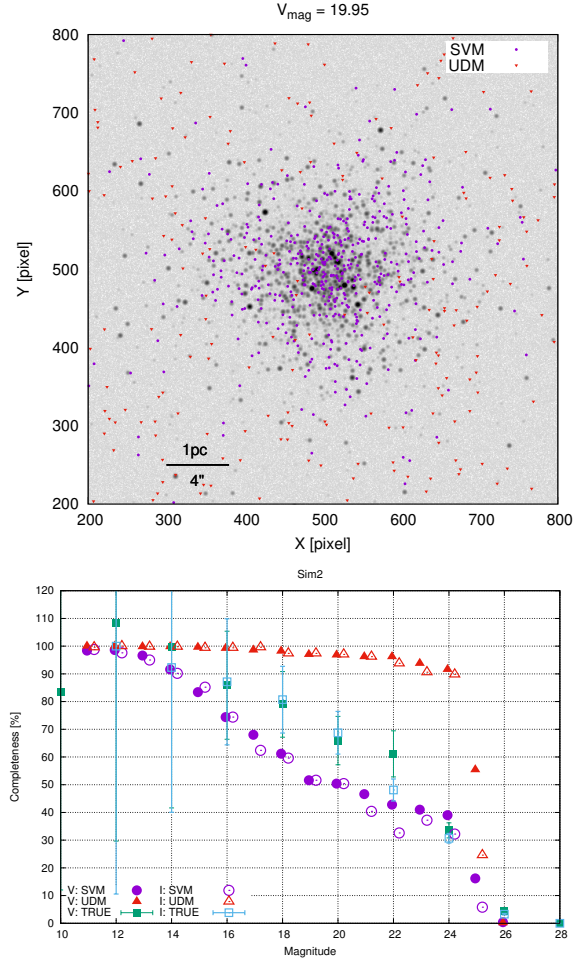 V_mag = 19.95
SVM
UDM
800
700
600
500
400
300
200
Y [pixel]
1pc
4"
200 300 400 500 600 700 800
X [pixel]
Sim2
120
110
100
90
80
70
60
50
40
30
20
10
0
Completeness [%]
V: SVM I: SVM
V: UDM I: UDM
V: TRUE I: TRUE
10 12 14 16 18 20 22 24 26 28
Magnitude